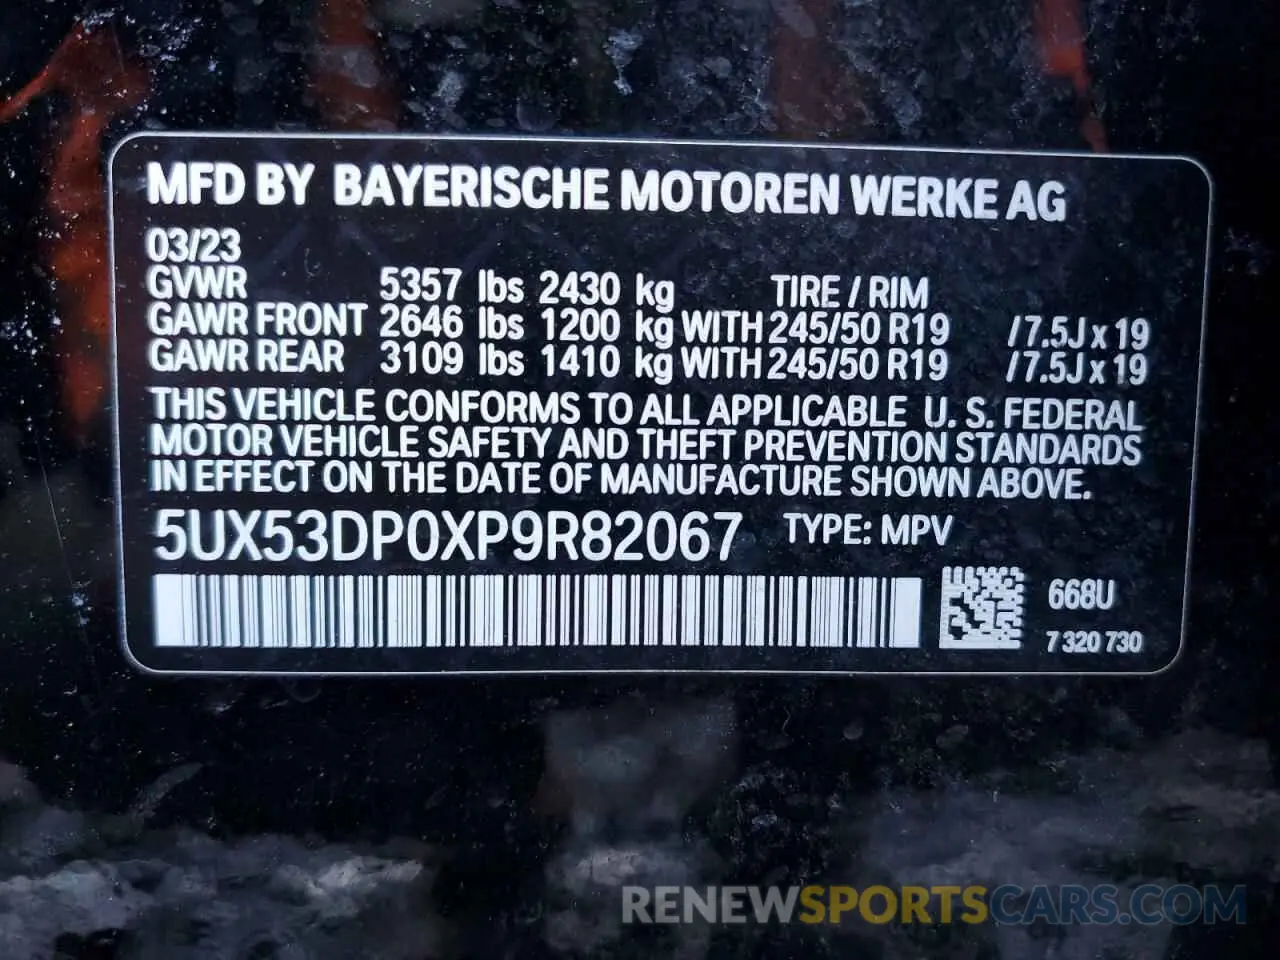 MFD BY BAYERISCHE MOTOREN WERKE AG
03/23
GVWR 5357 lbs 2430 kg TIRE / RIM
GAWR FRONT 2646 lbs 1200 kg WITH 245/50 R19 /7.5J x 19
GAWR REAR 3109 lbs 1410 kg WITH 245/50 R19 /7.5J x 19
THIS VEHICLE CONFORMS TO ALL APPLICABLE U. S. FEDERAL
MOTOR VEHICLE SAFETY AND THEFT PREVENTION STANDARDS
IN EFFECT ON THE DATE OF MANUFACTURE SHOWN ABOVE.
5UX53DP0XP9R82067 TYPE: MPV
668U
7 320 730
RENEWSPORTSCARS.COM